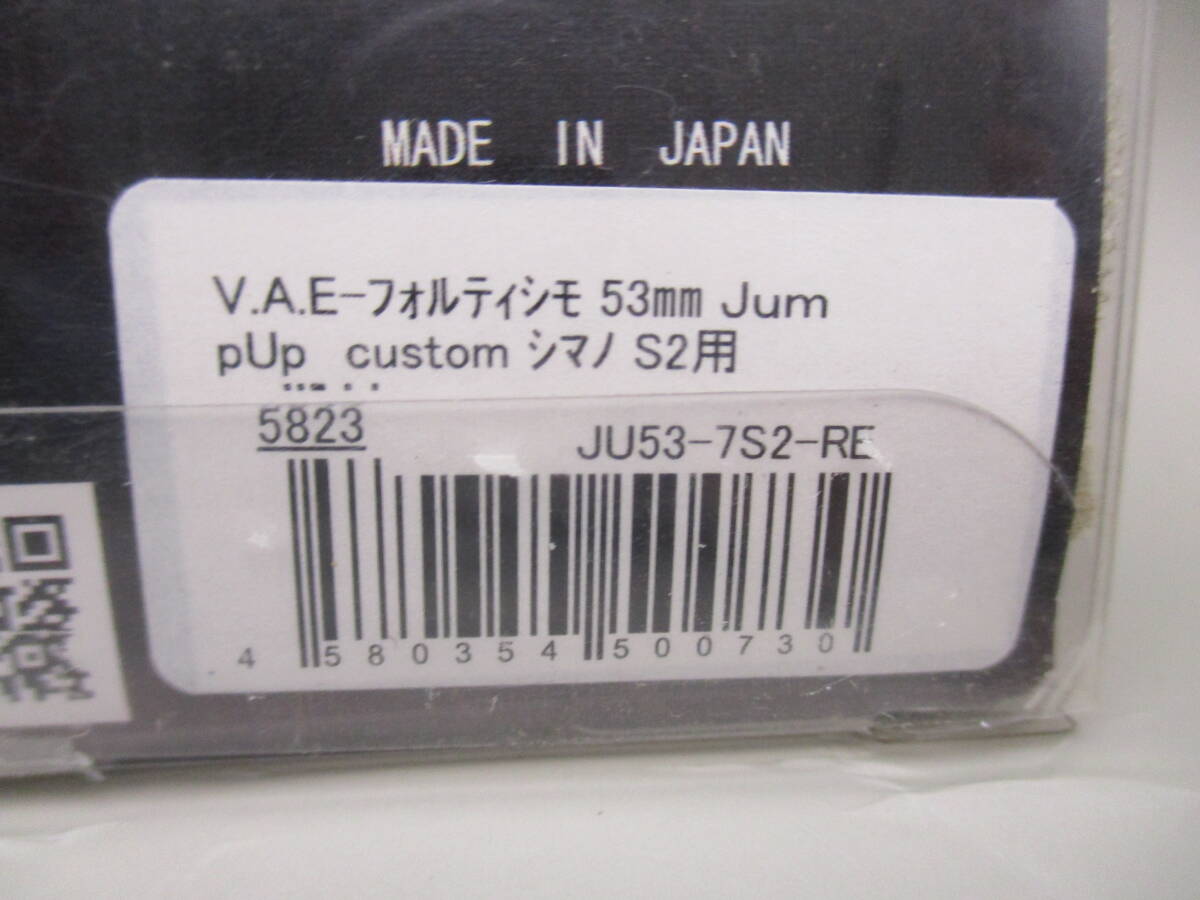 MADE IN JAPAN
V.A.E-フォルティシモ 53mm Jum
pUp custom シマノ S2用
5823
JU53-7S2-RE
4 580354 500730